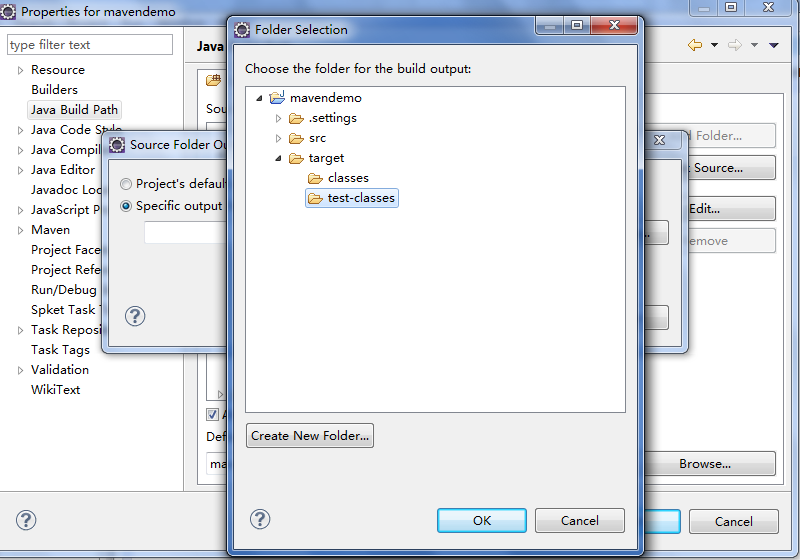 Properties for mavendemo
type filter text
Resource
Builders
Java Build Path
Java Code Style
Java Compil
Java Editor
Javadoc Loc
JavaScript P
Maven
Project Face
Project Refe
Run/Debug
Spket Task T
Task Reposi
Task Tags
Validation
WikiText
Java
Sou
Source Folder Ou
Project's defaul
Specific output
Folder Selection
Choose the folder for the build output:
mavendemo
.settings
src
target
classes
test-classes
Create New Folder...
OK
Cancel
d Folder...
Source...
Edit...
emove
...
A
Def
ma
Browse...
Cancel